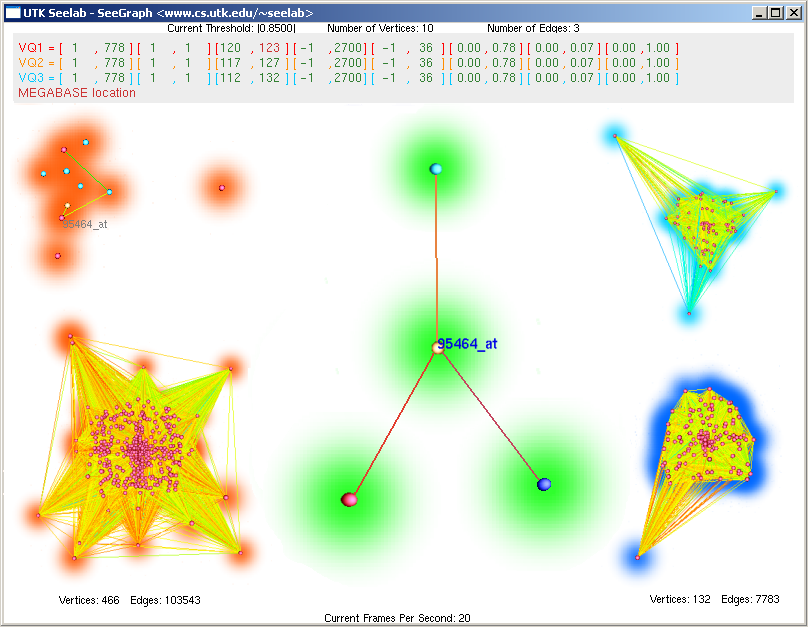 UTK Seelab - SeeGraph <www.cs.utk.edu/~seelab>
Current Threshold: |0.8500| Number of Vertices: 10 Number of Edges: 3
VQ1 = [ 1 , 778 ] [ 1 , 1 ] [120 , 123 ] [ -1 ,2700] [ -1 , 36 ] [ 0.00 , 0.78 ] [ 0.00 , 0.07 ] [ 0.00 ,1.00 ]
VQ2 = [ 1 , 778 ] [ 1 , 1 ] [117 , 127 ] [ -1 ,2700] [ -1 , 36 ] [ 0.00 , 0.78 ] [ 0.00 , 0.07 ] [ 0.00 ,1.00 ]
VQ3 = [ 1 , 778 ] [ 1 , 1 ] [112 , 132 ] [ -1 ,2700] [ -1 , 36 ] [ 0.00 , 0.78 ] [ 0.00 , 0.07 ] [ 0.00 ,1.00 ]
MEGABASE location
95464_at
95464_at
Vertices: 466 Edges: 103543
Vertices: 132 Edges: 7783
Current Frames Per Second: 20